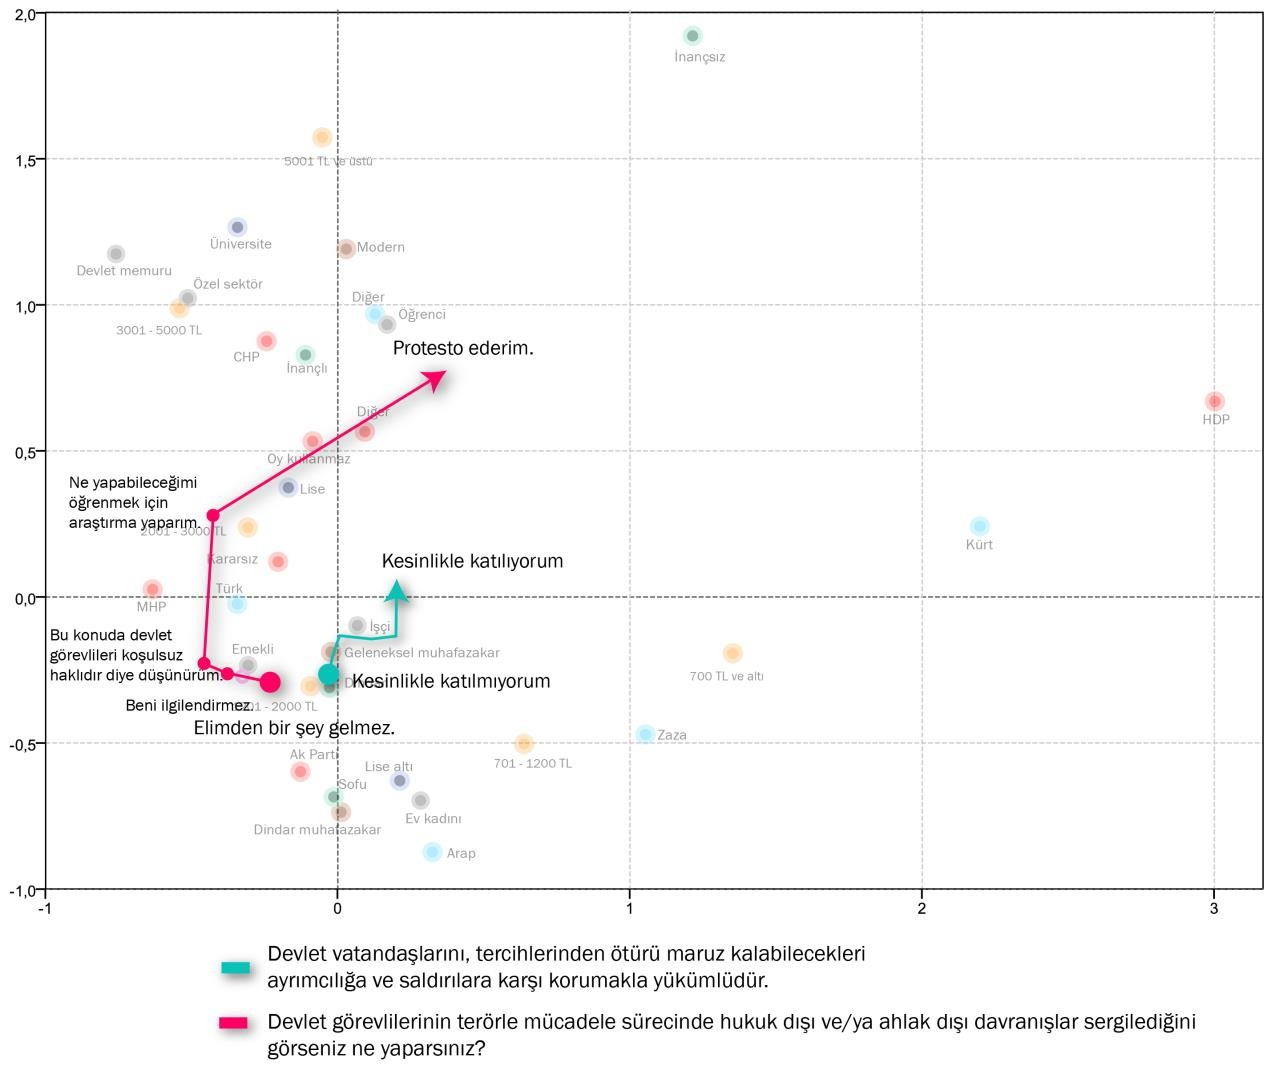 2,0
İnançsız
5001 TL ve üstü
1,5
Üniversite
Modern
Devlet memuru
Özel sektör
Diğer
1,0
Öğrenci
3001 - 5000 TL
Protesto ederim.
CHP
İnançlı
Diğer
HDP
0,5
Oy kullanmaz
Ne yapabileceğimi
öğrenmek için
araştırma yaparım.
Lise
2001 - 3000 TL
Kürt
Kararsız
Kesinlikle katılıyorum
Türk
0,0
MHP
İşçi
Bu konuda devlet
görevlileri koşulsuz
haklıdır diye düşünürüm.
Emekli
Geleneksel muhafazakar
700 TL ve altı
Kesinlikle katılmıyorum
Beni ilgilendirmez.
- 2000 TL
Elimden bir şey gelmez.
Zaza
-0,5
Ak Parti
Lise altı
701 - 1200 TL
Sofu
Ev kadını
Dindar muhafazakar
Arap
-1,0
-1 0 1 2 3
Devlet vatandaşlarını, tercihlerinden ötürü maruz kalabilecekleri
ayrımcılığa ve saldırılara karşı korumakla yükümlüdür.
Devlet görevlilerinin terörle mücadele sürecinde hukuk dışı ve/ya ahlak dışı davranışlar sergilediğini
görseniz ne yaparsınız?